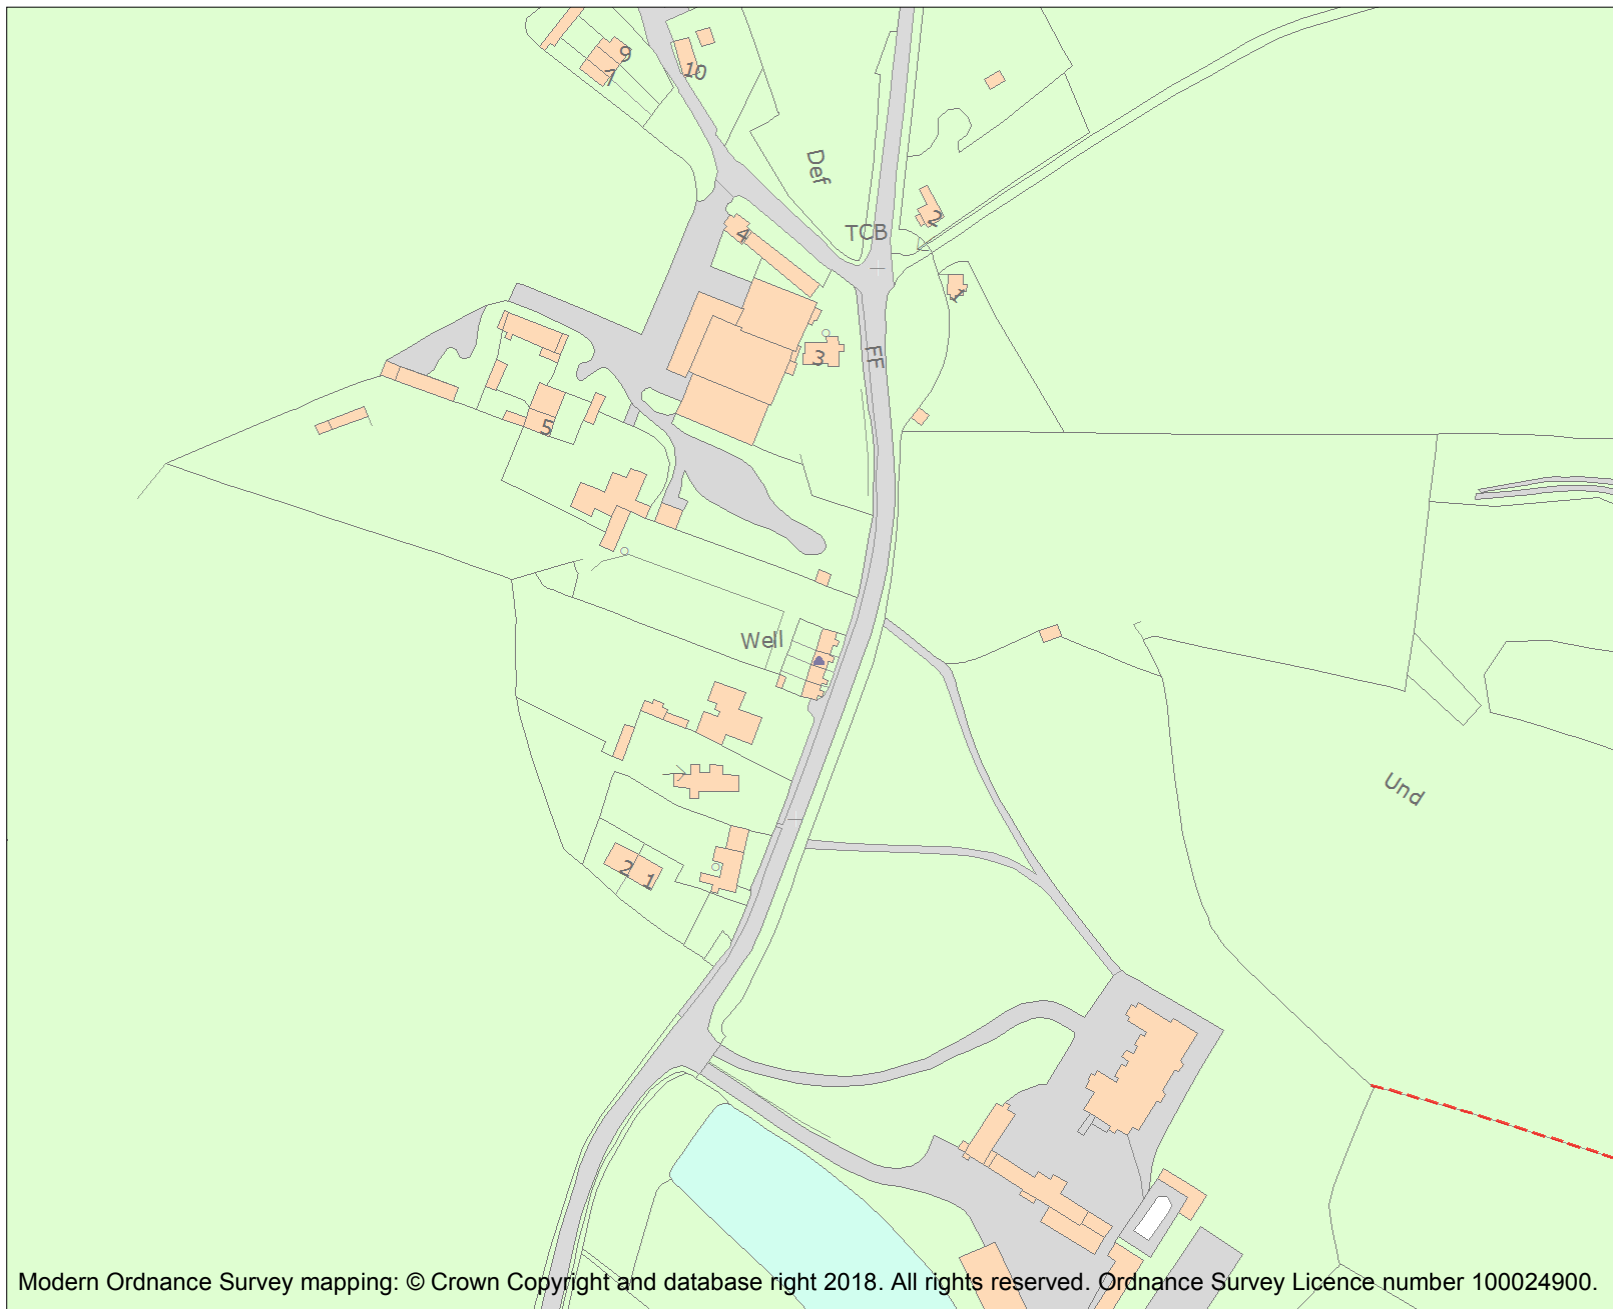 9
7
10
Def
2
TCB
4
1
FF
3
5
Well
Und
2
1
Modern Ordnance Survey mapping: © Crown Copyright and database right 2018. All rights reserved. Ordnance Survey Licence number 100024900.